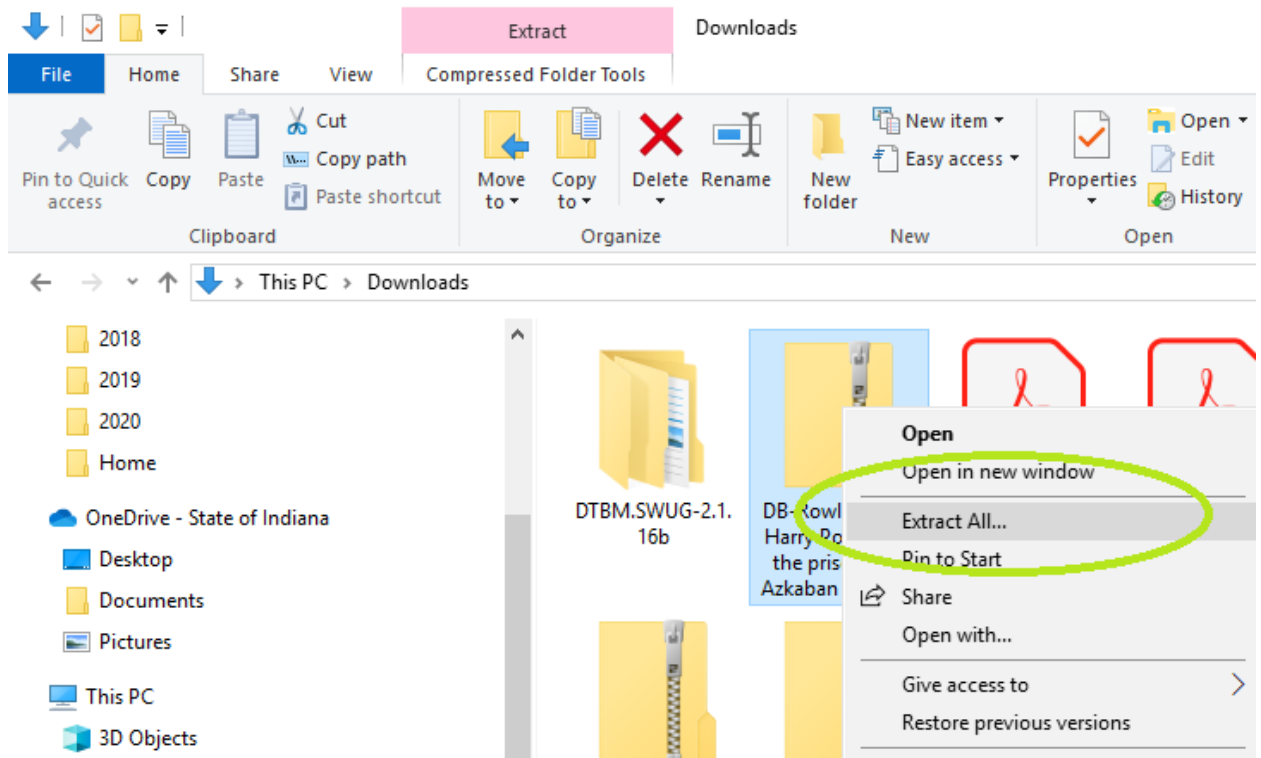 Extract
Downloads
File
Home
Share
View
Compressed Folder Tools
Pin to Quick
access
Copy
Paste
Cut
Copy path
Paste shortcut
Move
to
Copy
to
Delete
Rename
New
folder
New item
Easy access
Properties
Open
Edit
History
Clipboard
Organize
New
Open
This PC
Downloads
2018
2019
2020
Home
OneDrive - State of Indiana
Desktop
Documents
Pictures
This PC
3D Objects
DTBM.SWUG-2.1.
16b
Harry
the
Azkaban
Open
Open in new window
Extract All...
Pin to Start
Share
Open with...
Give access to
Restore previous versions